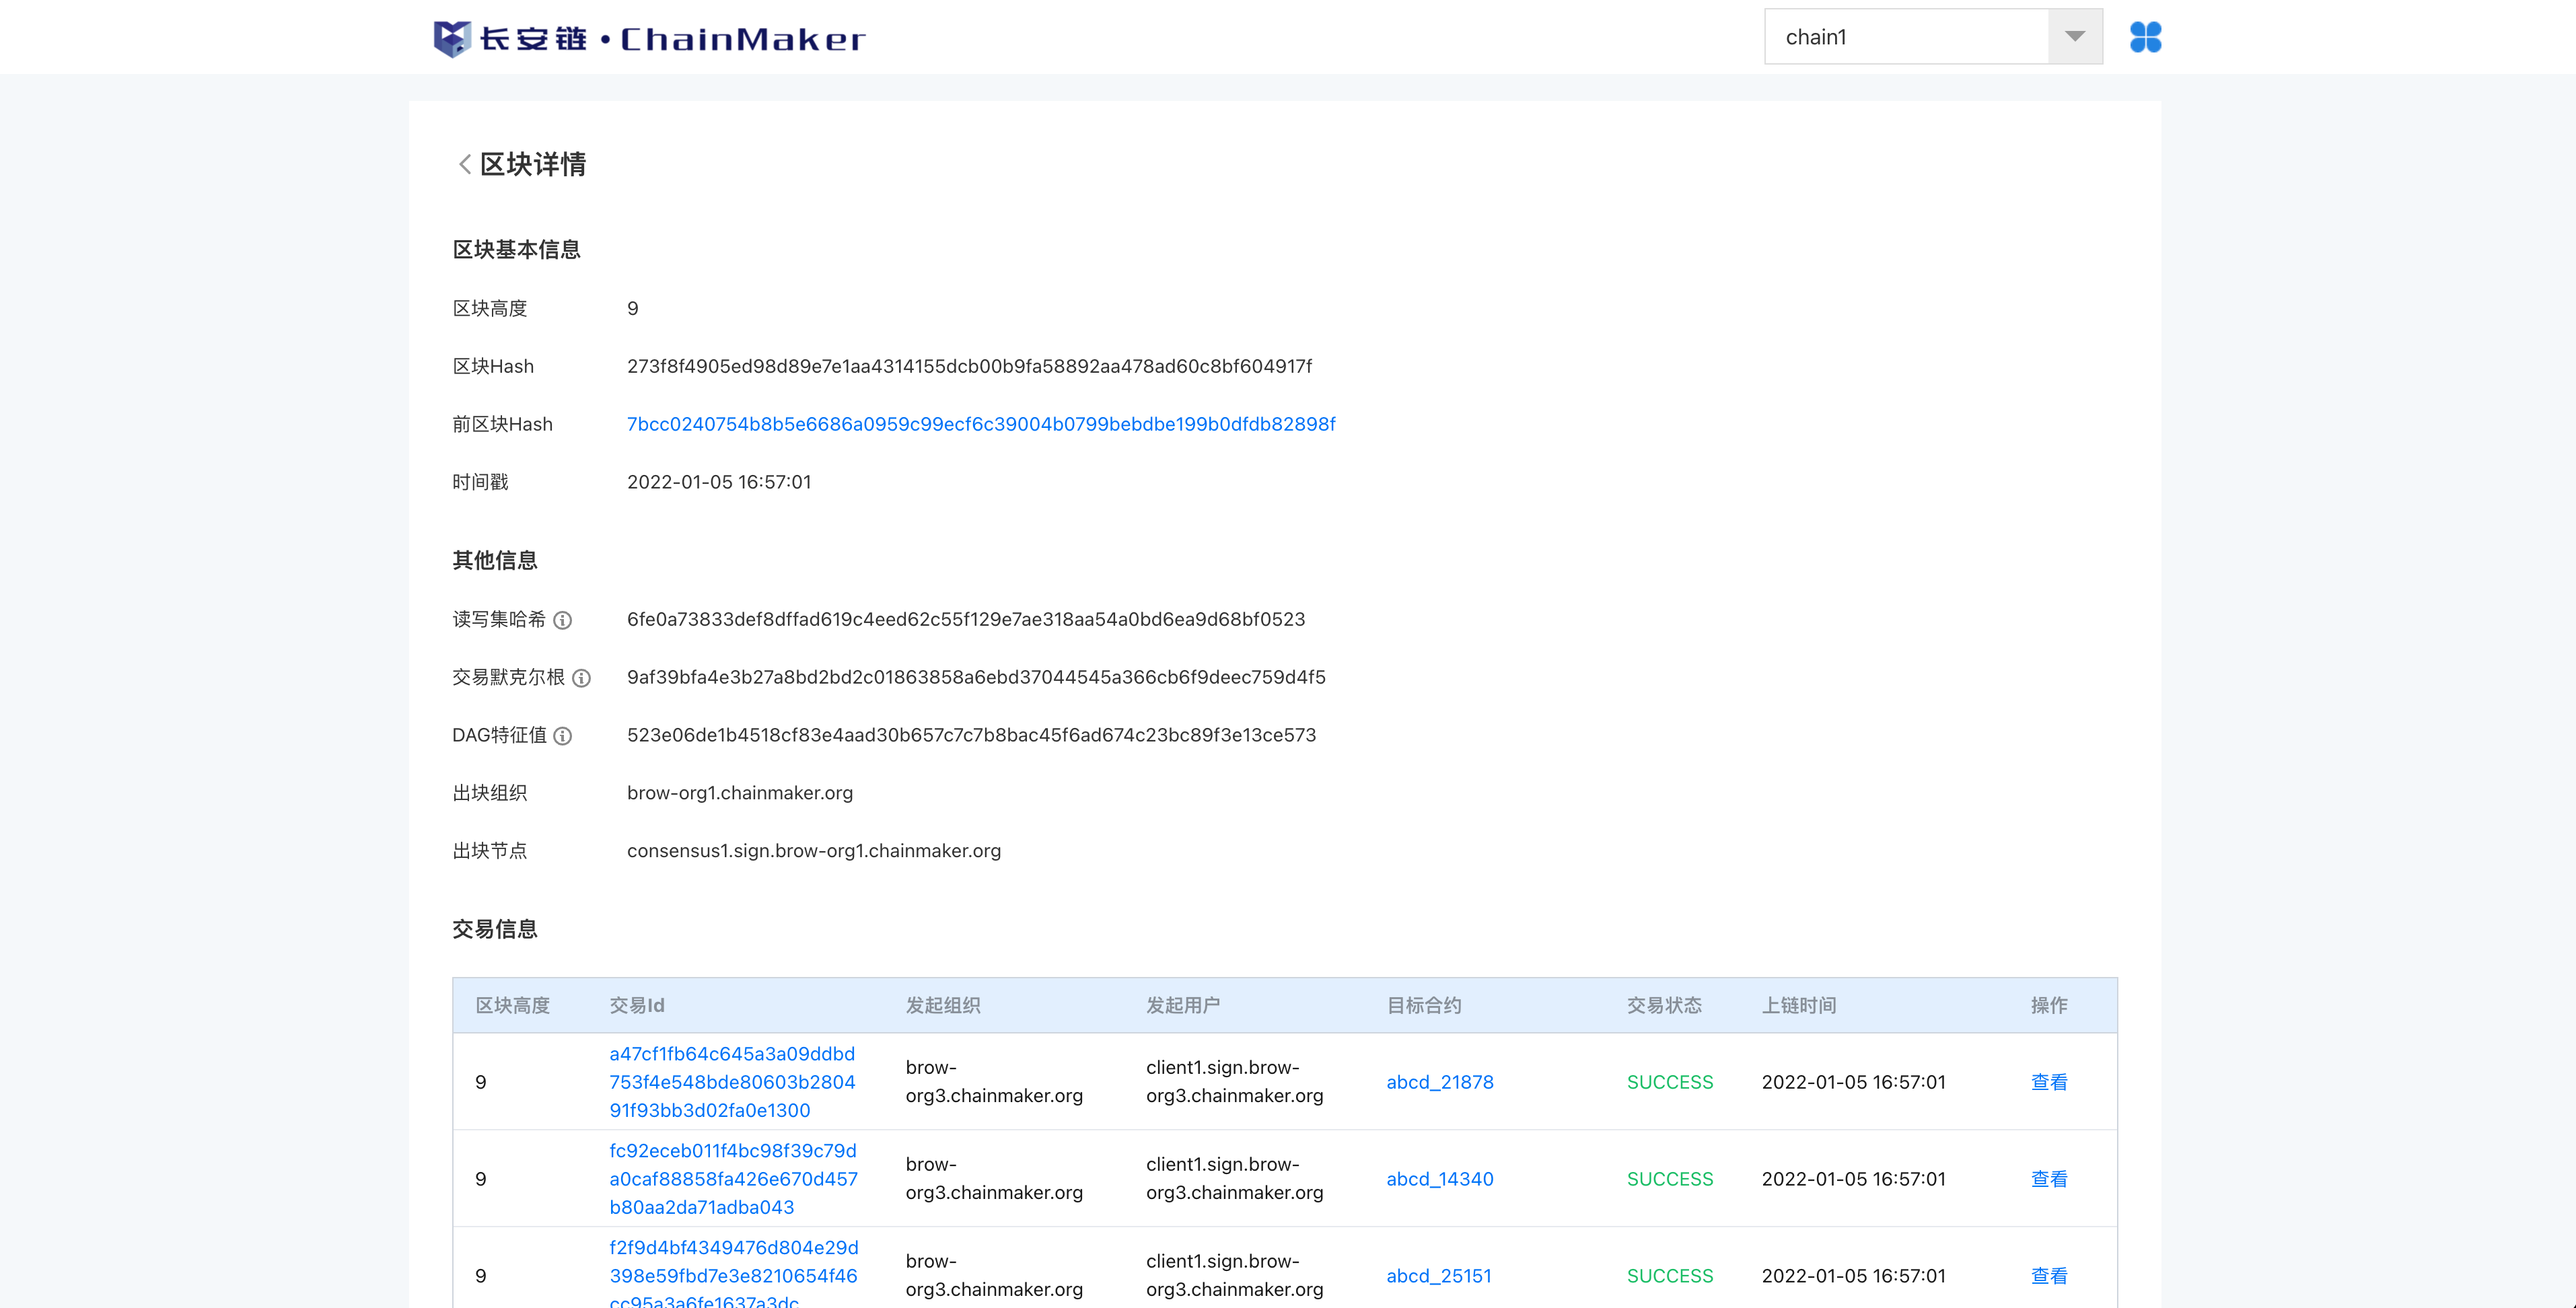 长安链·ChainMaker
chain1
区块详情
区块基本信息
区块高度 9
区块Hash 273f8f4905ed98d89e7e1aa4314155dcb00b9fa58892aa478ad60c8bf604917f
前区块Hash 7bcc0240754b8b5e6686a0959c99ecf6c39004b0799bebdbe199b0dfdb82898f
时间戳 2022-01-05 16:57:01
其他信息
读写集哈希 6fe0a73833def8dffad619c4eed62c55f129e7ae318aa54a0bd6ea9d68bf0523
交易默克尔根 9af39bfa4e3b27a8bd2bd2c01863858a6ebd37044545a366cb6f9deec759d4f5
DAG特征值 523e06de1b4518cf83e4aad30b657c7c7b8bac45f6ad674c23bc89f3e13ce573
出块组织 brow-org1.chainmaker.org
出块节点 consensus1.sign.brow-org1.chainmaker.org
交易信息
区块高度 交易Id 发起组织 发起用户 目标合约 交易状态 上链时间 操作
a47cf1fb64c645a3a09ddbd
brow- client1.sign.brow-
9 753f4e548bde80603b2804 abcd_21878 SUCCESS 2022-01-05 16:57:01 查看
org3.chainmaker.org org3.chainmaker.org
91f93bb3d02fa0e1300
fc92eceb011f4bc98f39c79d
brow- client1.sign.brow-
9 a0caf88858fa426e670d457 abcd_14340 SUCCESS 2022-01-05 16:57:01 查看
org3.chainmaker.org org3.chainmaker.org
b80aa2da71adba043
f2f9d4bf4349476d804e29d
brow- client1.sign.brow-
9 398e59fbd7e3e8210654f46 abcd_25151 SUCCESS 2022-01-05 16:57:01 查看
org3.chainmaker.org org3.chainmaker.org
cc95a3a6fe1637a3dc